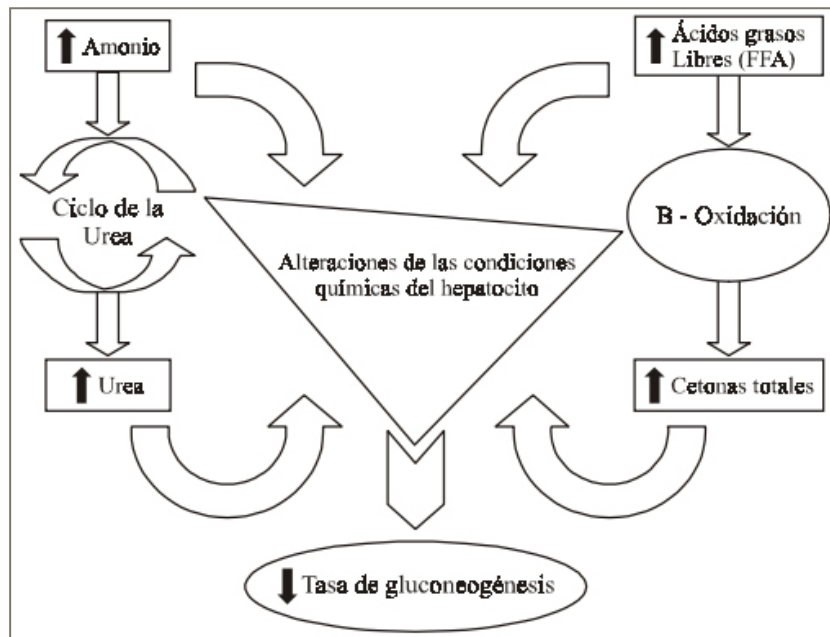 Amonio
Ácidos grasos
Libres (FFA)
Ciclo de la
Urea
B - Oxidación
Alteraciones de las condiciones
químicas del hepatocito
Urea
Cetonas totales
Tasa de gluconeogénesis